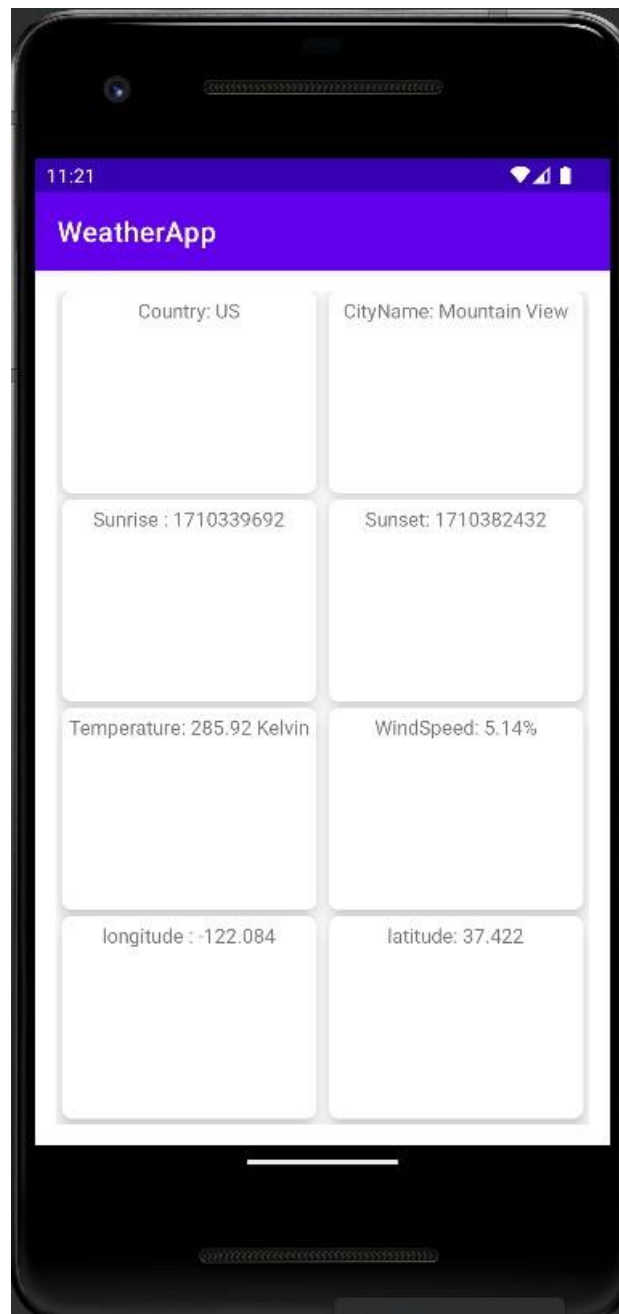 11:21
WeatherApp
Country: US
CityName: Mountain View
Sunrise : 1710339692
Sunset: 1710382432
Temperature: 285.92 Kelvin
WindSpeed: 5.14%
longitude : -122.084
latitude: 37.422